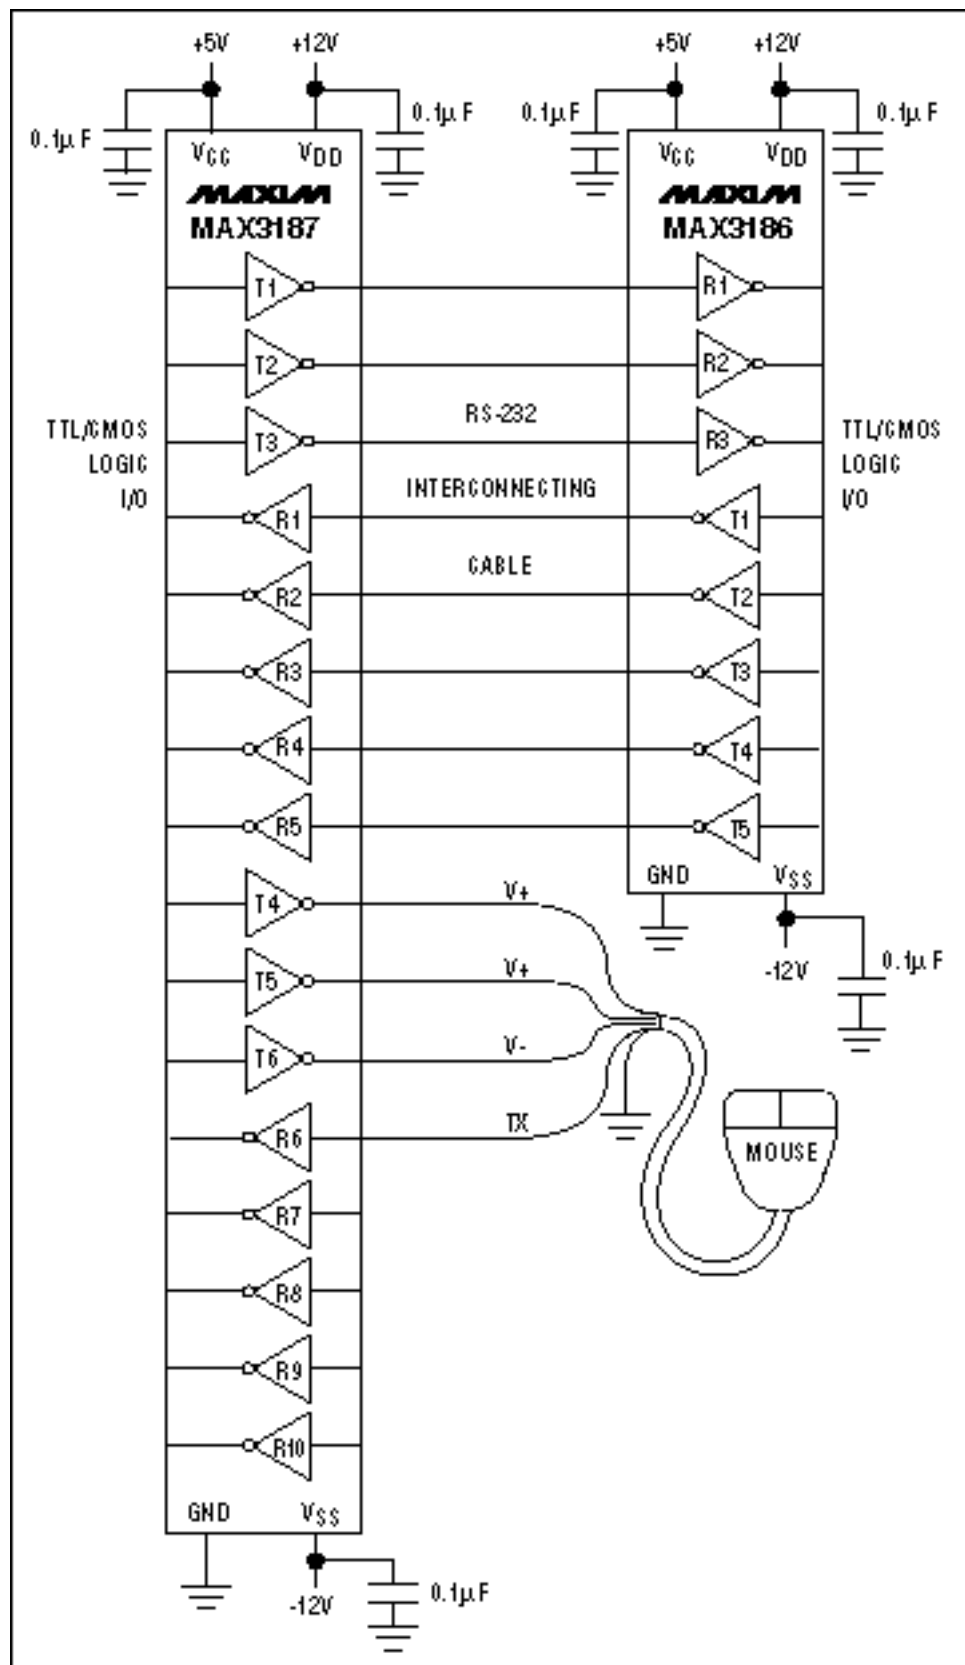 +5V +12V +5V +12V
0.1μF 0.1μF 0.1μF 0.1μF
VCC VDD VCC VDD
MAXIM MAXIM
MAX3187 MAX3186
T1 R1
T2 R2
RS-232
TTL/CMOS T3 R3 TTL/CMOS
LOGIC LOGIC
INTERCONNECTING
I/O I/O
R1 T1
CABLE
R2 T2
R3 T3
R4 T4
R5 T5
GND VSS
T4 V+
-12V 0.1μF
T5 V+
T6 V-
R6 TX
MOUSE
R7
R8
R9
R10
GND VSS
-12V 0.1μF